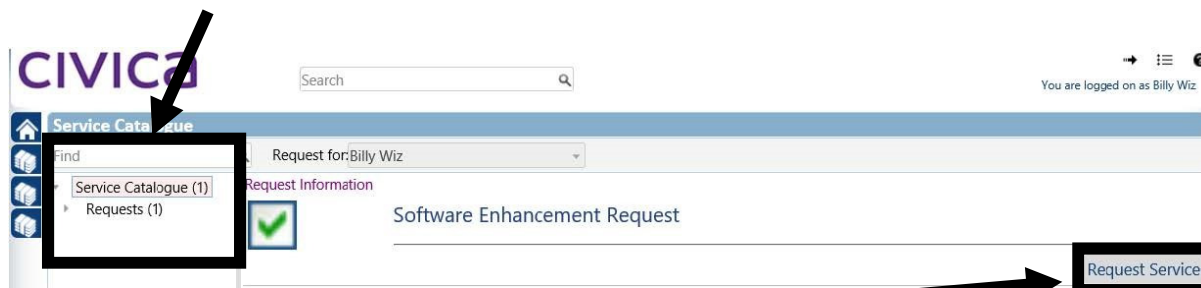 CIVICA
Search
You are logged on as Billy Wiz
Service Catalogue
Find
Request for: Billy Wiz
Service Catalogue (1)
Request Information
Requests (1)
Software Enhancement Request
Request Service